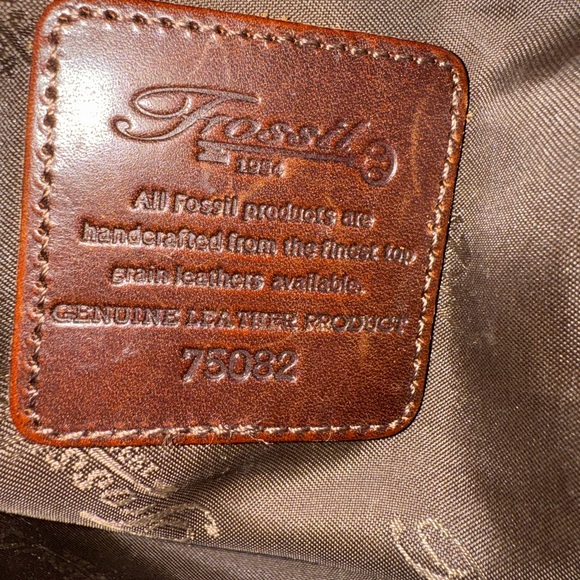 Fossil
1954
All Fossil products are
handcrafted from the finest top
grain leathers available.
GENUINE LEATHER PRODUCT
75082